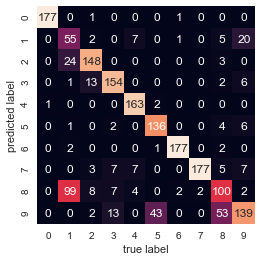 0 177 0 1 0 0 0 1 0 0 0
1 0 55 2 0 7 0 1 0 5 20
2 0 24 148 0 0 0 0 0 3 0
3 0 1 13 154 0 0 0 0 2 6
4 1 0 0 0 163 2 0 0 0 0
5 0 1 0 2 0 136 0 0 4 6
6 0 2 0 0 0 1 177 0 2 0
7 0 0 3 7 7 0 0 177 5 7
8 0 99 8 7 4 0 2 2 100 2
9 0 0 2 13 0 43 0 0 53 139
0 1 2 3 4 5 6 7 8 9
true label
predicted label